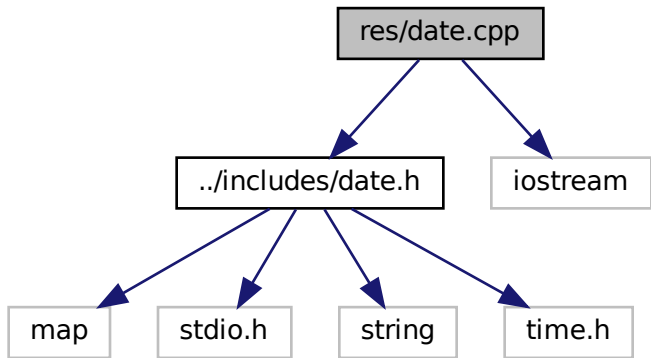 res/date.cpp
../includes/date.h
iostream
map
stdio.h
string
time.h